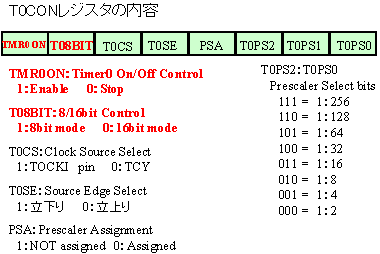 T0CONレジスタの内容
TMR0ON T08BIT T0CS T0SE PSA T0PS2 T0PS1 T0PS0
TMR0ON: Timer0 On/Off Control
1:Enable 0: Stop
T08BIT: 8/16bit Control
1:8bit mode 0:16bit mode
T0CS:Clock Source Select
1:TOCKI pin 0:TCY
T0SE: Source Edge Select
1:立下り 0:立上り
PSA: Prescaler Assignment
1:NOT assigned 0: Assigned
T0PS2:T0PS0
Prescaler Select bits
111 = 1:256
110 = 1:128
101 = 1:64
100 = 1:32
011 = 1:16
010 = 1:8
001 = 1:4
000 = 1:2